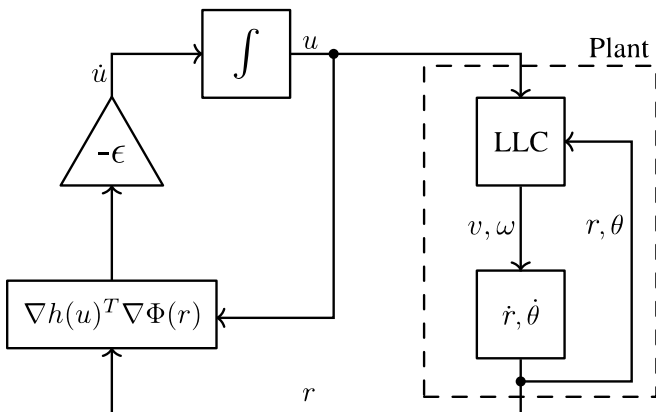 ∫
u
u̇
Plant
-ϵ
LLC
v, ω
r, θ
∇h(u)ᵀ∇Φ(r)
ṙ, θ̇
r